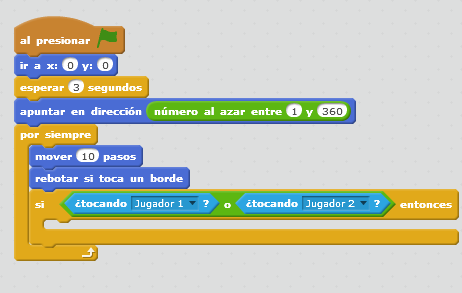 al presionar
ir a x: 0 y: 0
esperar 3 segundos
apuntar en dirección número al azar entre 1 y 360
por siempre
mover 10 pasos
rebotar si toca un borde
si ¿tocando Jugador 1 ? o ¿tocando Jugador 2 ? entonces